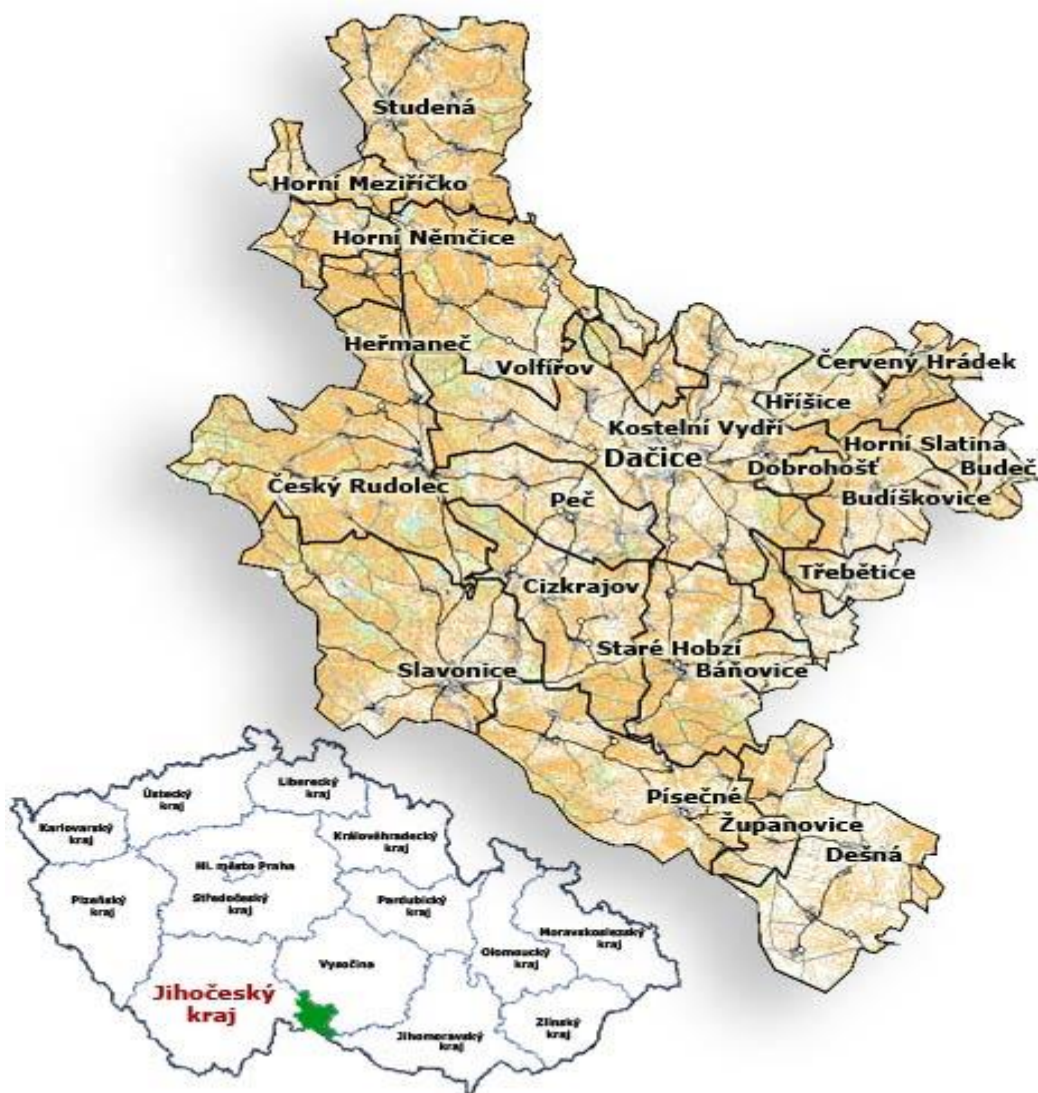 Studená
Horní Meziříčko
Horní Němčice
Heřmaneč
Volfířov
Červený Hrádek
Hříšice
Kostelní Vydří
Horní Slatina
Dačice
Dobrohošť
Budeč
Český Rudolec
Peč
Budíškovice
Třebětice
Cizkrajov
Staré Hobzí
Slavonice
Báňovice
Písečné
Županovice
Dešná
Liberecký
kraj
Ústecký
kraj
Karlovarský
kraj
Královéhradecký
kraj
Hl. město Praha
Plzeňský
kraj
Středočeský
kraj
Pardubický
kraj
Moravskoslezský
kraj
Olomoucký
kraj
Vysočina
Jihočeský
kraj
Zlínský
kraj
Jihomoravský
kraj